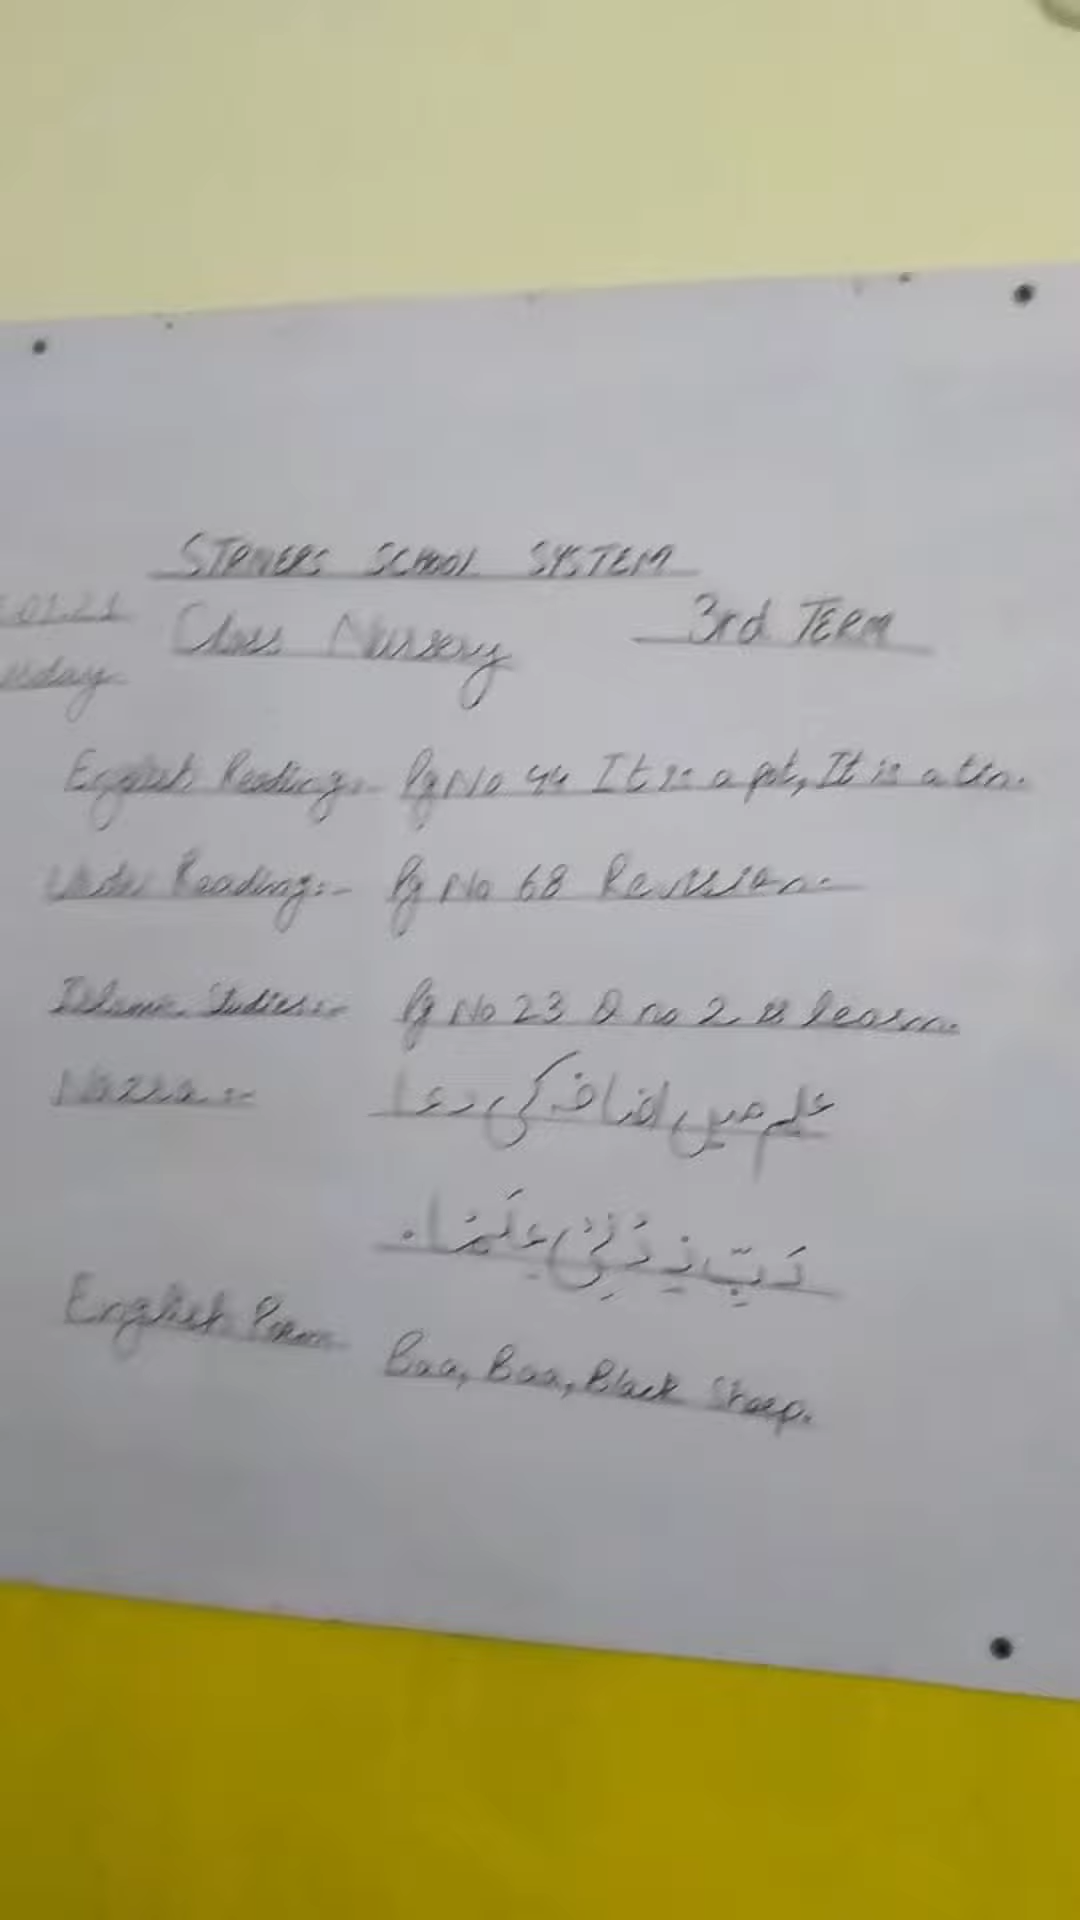 SCHOOL SYSTEM
.01.21 Class Nursery 3rd TERM
English Reading:- Pg No 44 It is a pot, It is a tin.
Urdu Reading:- Pg No 68 Revision.
Islamic Studies:- Pg No 23 Q no 2 learn.
Nazra:- علم میں اضافہ کی دعا
رَبِّ زِدْنِیْ عِلْمًا.
English Poem Baa, Baa, Black Sheep.